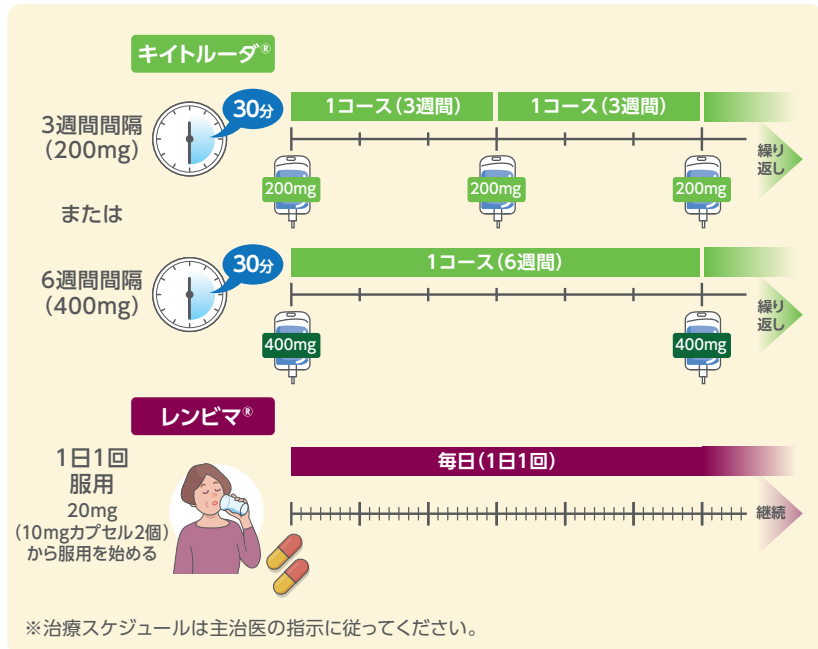 キイトルーダ®
3週間間隔
(200mg)
30分
1コース(3週間)
1コース(3週間)
繰り
返し
200mg
200mg
200mg
または
6週間間隔
(400mg)
30分
1コース(6週間)
繰り
返し
400mg
400mg
レンビマ®
1日1回
服用
20mg
(10mgカプセル2個)
から服用を始める
毎日(1日1回)
継続
※治療スケジュールは主治医の指示に従ってください。